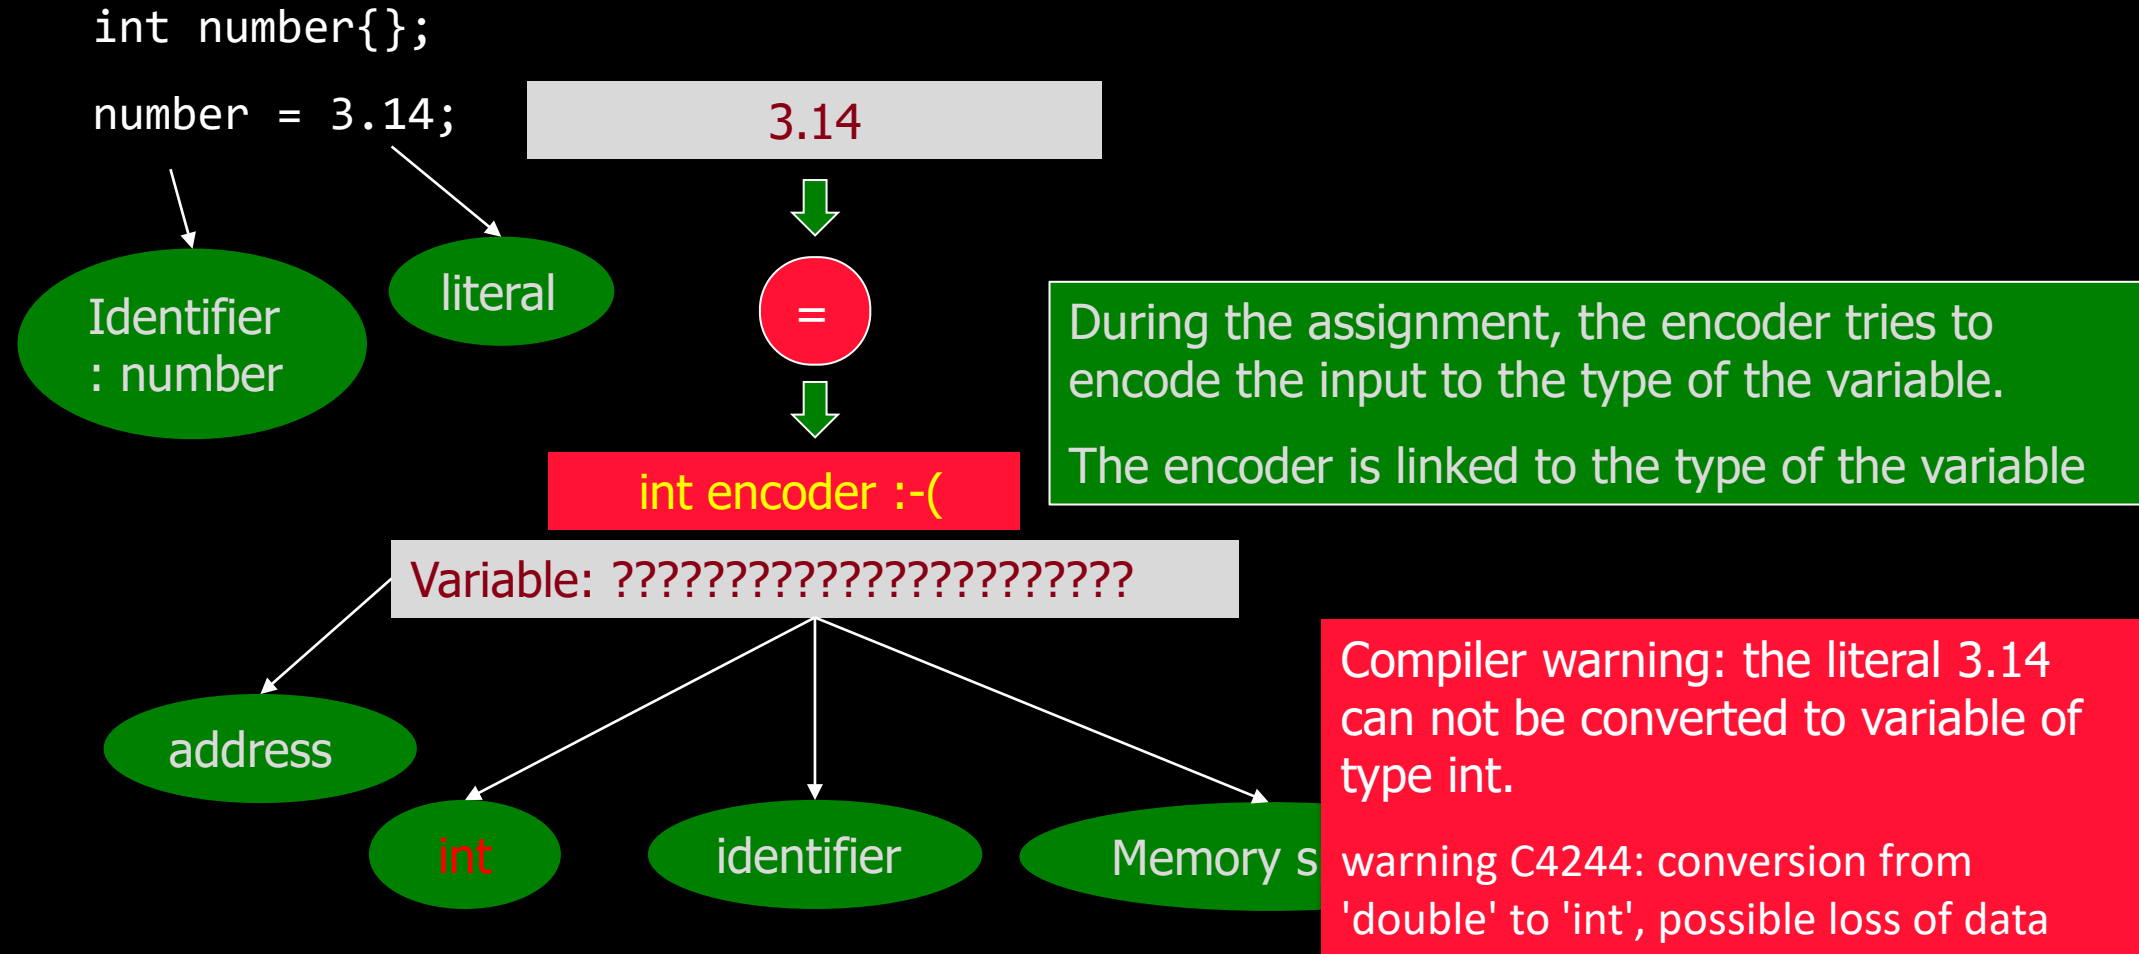 int number{};
number = 3.14;
3.14
literal
Identifier
: number
=
During the assignment, the encoder tries to
encode the input to the type of the variable.
The encoder is linked to the type of the variable
int encoder :-(
Variable: ???????????????????????
address
int
identifier
Memory s
Compiler warning: the literal 3.14
can not be converted to variable of
type int.
warning C4244: conversion from
'double' to 'int', possible loss of data